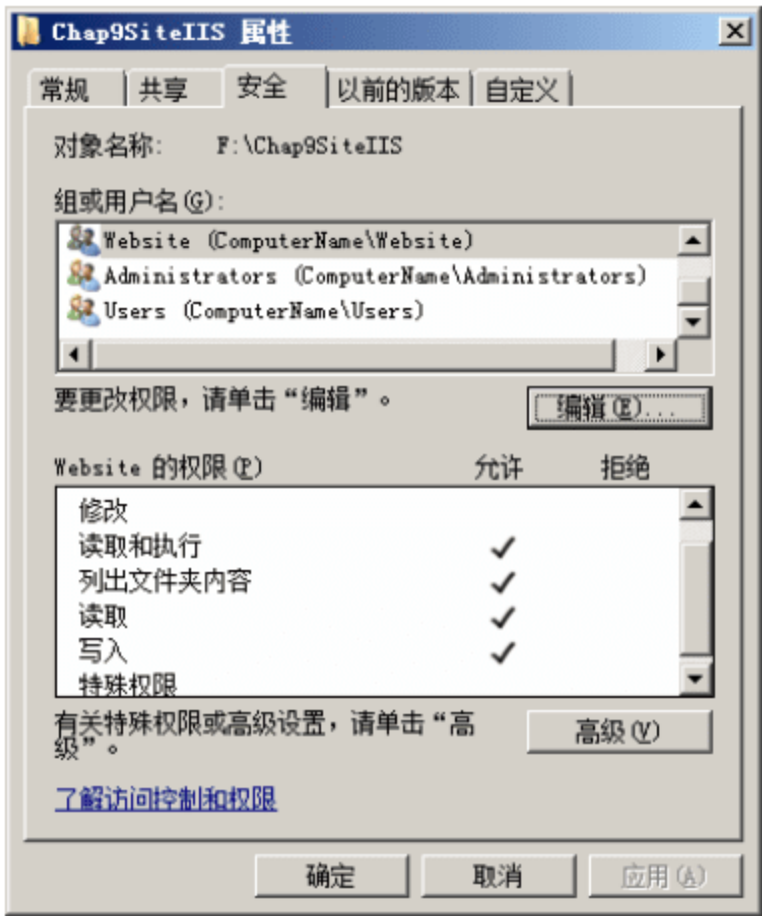 Chap9SiteIIS 属性
常规 共享 安全 以前的版本 自定义
对象名称: F:\Chap9SiteIIS
组或用户名(G):
Website (ComputerName\Website)
Administrators (ComputerName\Administrators)
Users (ComputerName\Users)
要更改权限，请单击“编辑”。 编辑(E)...
Website 的权限(P) 允许 拒绝
修改
读取和执行
列出文件夹内容
读取
写入
特殊权限
有关特殊权限或高级设置，请单击“高
级”。 高级(V)
了解访问控制和权限
确定 取消 应用(A)